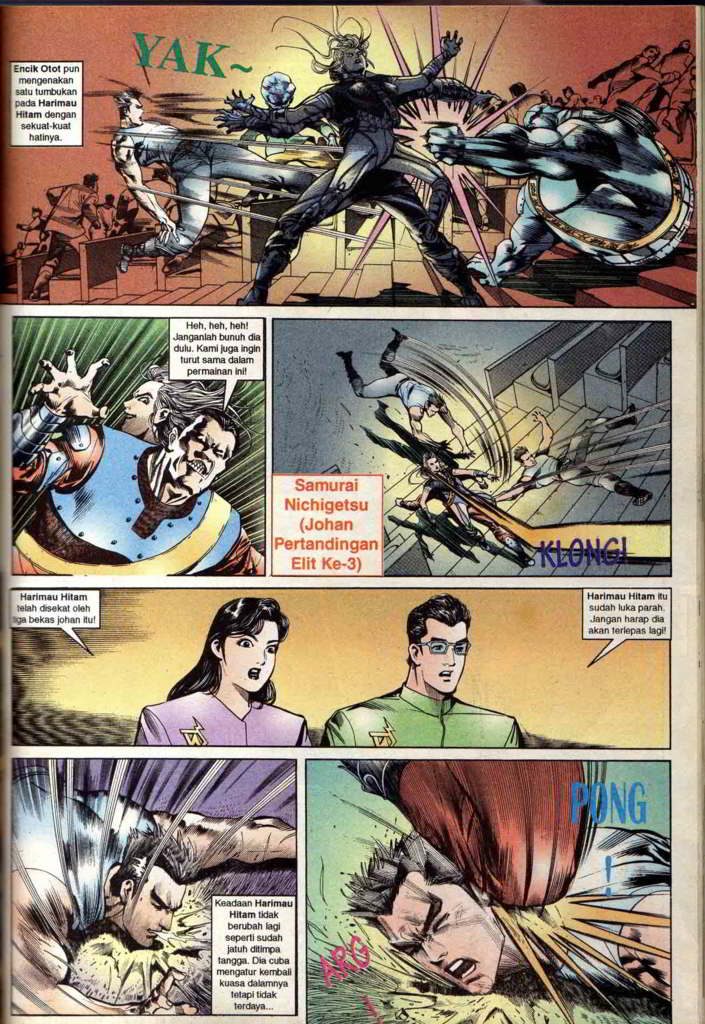 YAK~
Encik Otot pun
mengenakan
satu tumbukan
pada Harimau
Hitam dengan
sekuat-kuat
hatinya.
Heh, heh, heh!
Janganlah bunuh dia
dulu. Kami juga ingin
turut sama dalam
permainan ini!
Samurai
Nichigetsu
(Johan
Pertandingan
Elit Ke-3)
KLONG!
Harimau Hitam
telah disekat oleh
tiga bekas johan itu!
Harimau Hitam itu
sudah luka parah.
Jangan harap dia
akan terlepas lagi!
Keadaan Harimau
Hitam tidak
berubah lagi
seperti sudah
jatuh ditimpa
tangga. Dia cuba
mengatur kembali
kuasa dalamnya
tetapi tidak
terdaya...
PONG
!
ARG
!